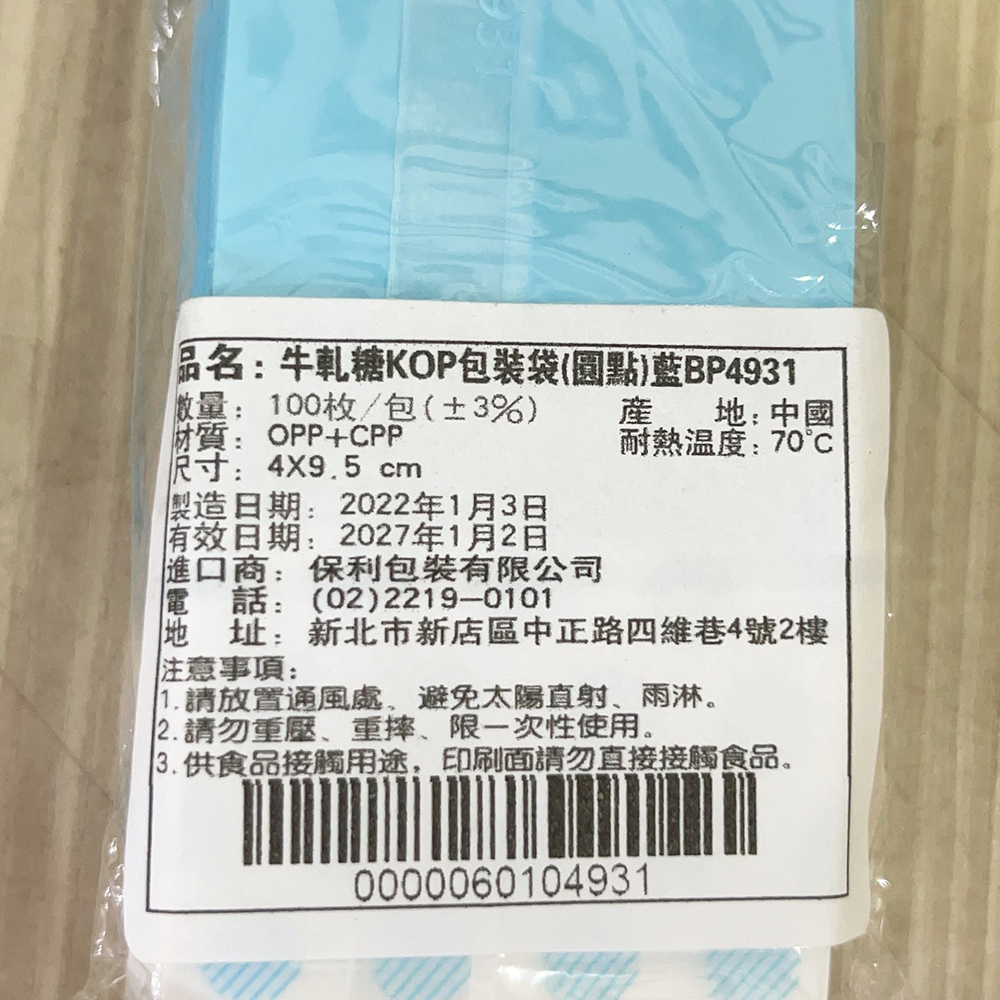 品名：牛軋糖KOP包裝袋(圓點)藍BP4931
數量：100枚/包(±3%) 產 地：中國
材質：OPP+CPP 耐熱溫度：70℃
尺寸：4X9.5 cm
製造日期：2022年1月3日
有效日期：2027年1月2日
進口商：保利包裝有限公司
電 話：(02)2219-0101
地 址：新北市新店區中正路四維巷4號2樓
注意事項：
1.請放置通風處、避免太陽直射、雨淋。
2.請勿重壓、重摔、限一次性使用。
3.供食品接觸用途，印刷面請勿直接接觸食品。
0000060104931